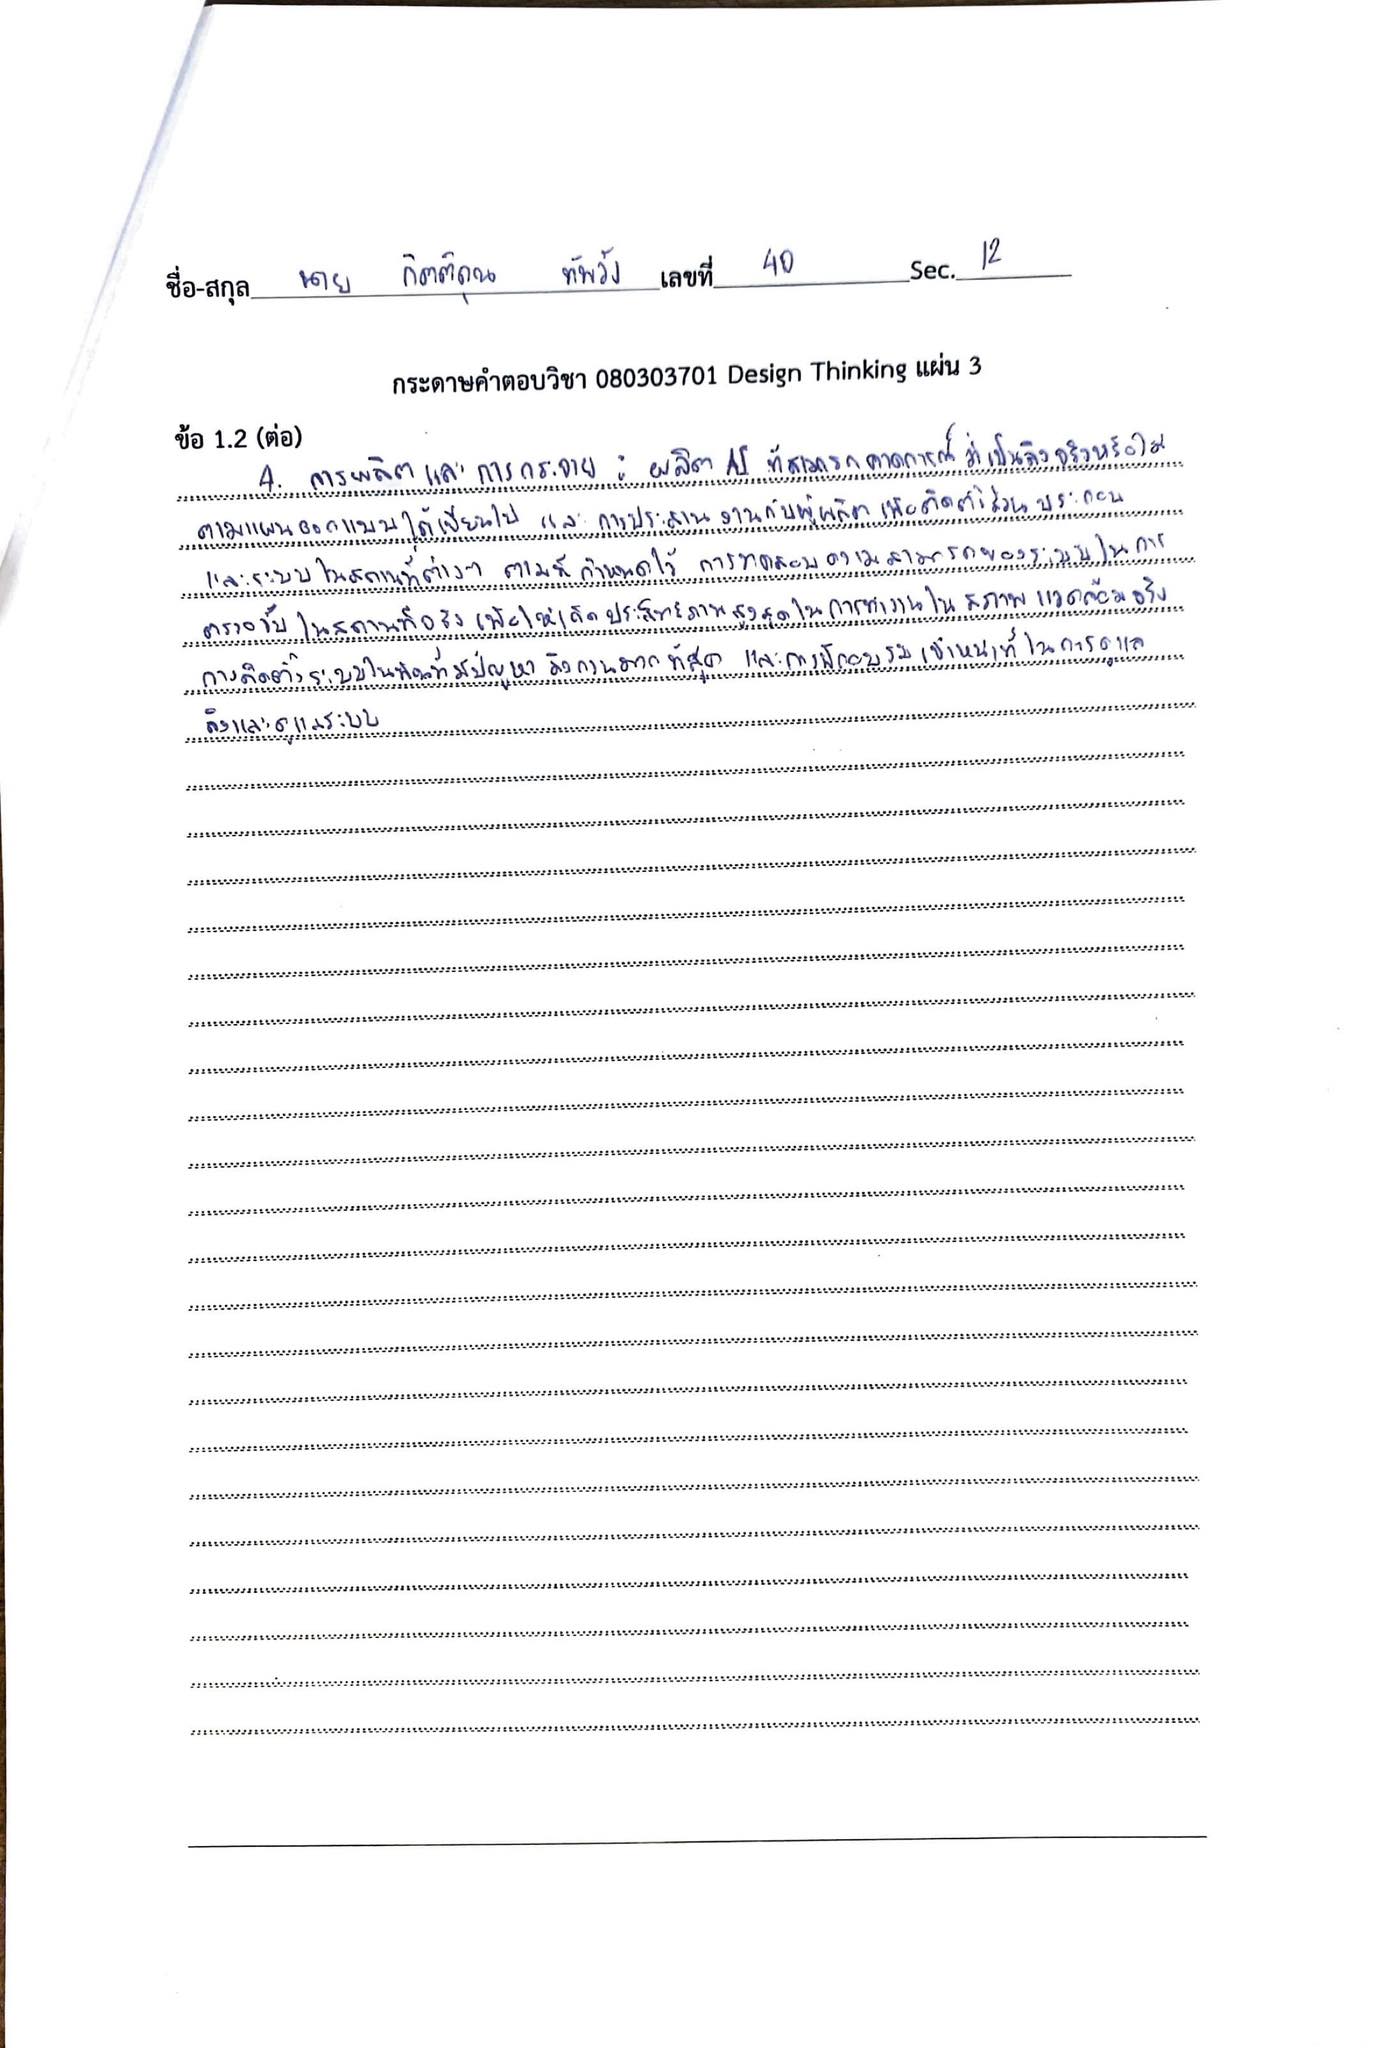 ชื่อ-สกุล นาย กิตติคุณ ทัพวัง เลขที่ 40 Sec. 12
กระดาษคำตอบวิชา 080303701 Design Thinking แผ่น 3
ข้อ 1.2 (ต่อ)
4. การผลิต และ การกระจาย : ผลิต AI ที่สามารถคาดการณ์ ว่าเป็นลิงจริงหรือไม่
ตามแผนออกแบบได้เขียนไป และ การประสานงานกับผู้ผลิต เพื่อติดตั้งส่วนประกอบ
และระบบในสถานที่ต่างๆ ตามที่กำหนดไว้ การทดสอบความสามารถของระบบในการ
ตรวจจับ ในสถานที่จริง เพื่อให้เกิดประสิทธิภาพสูงสุดในการทำงานใน สภาพแวดล้อมจริง
การติดตั้งระบบในพื้นที่มีปัญหา ลิงกวนมากที่สุด และการฝึกอบรม เจ้าหน้าที่ ในการดูแล
ลิงและดูแลระบบ